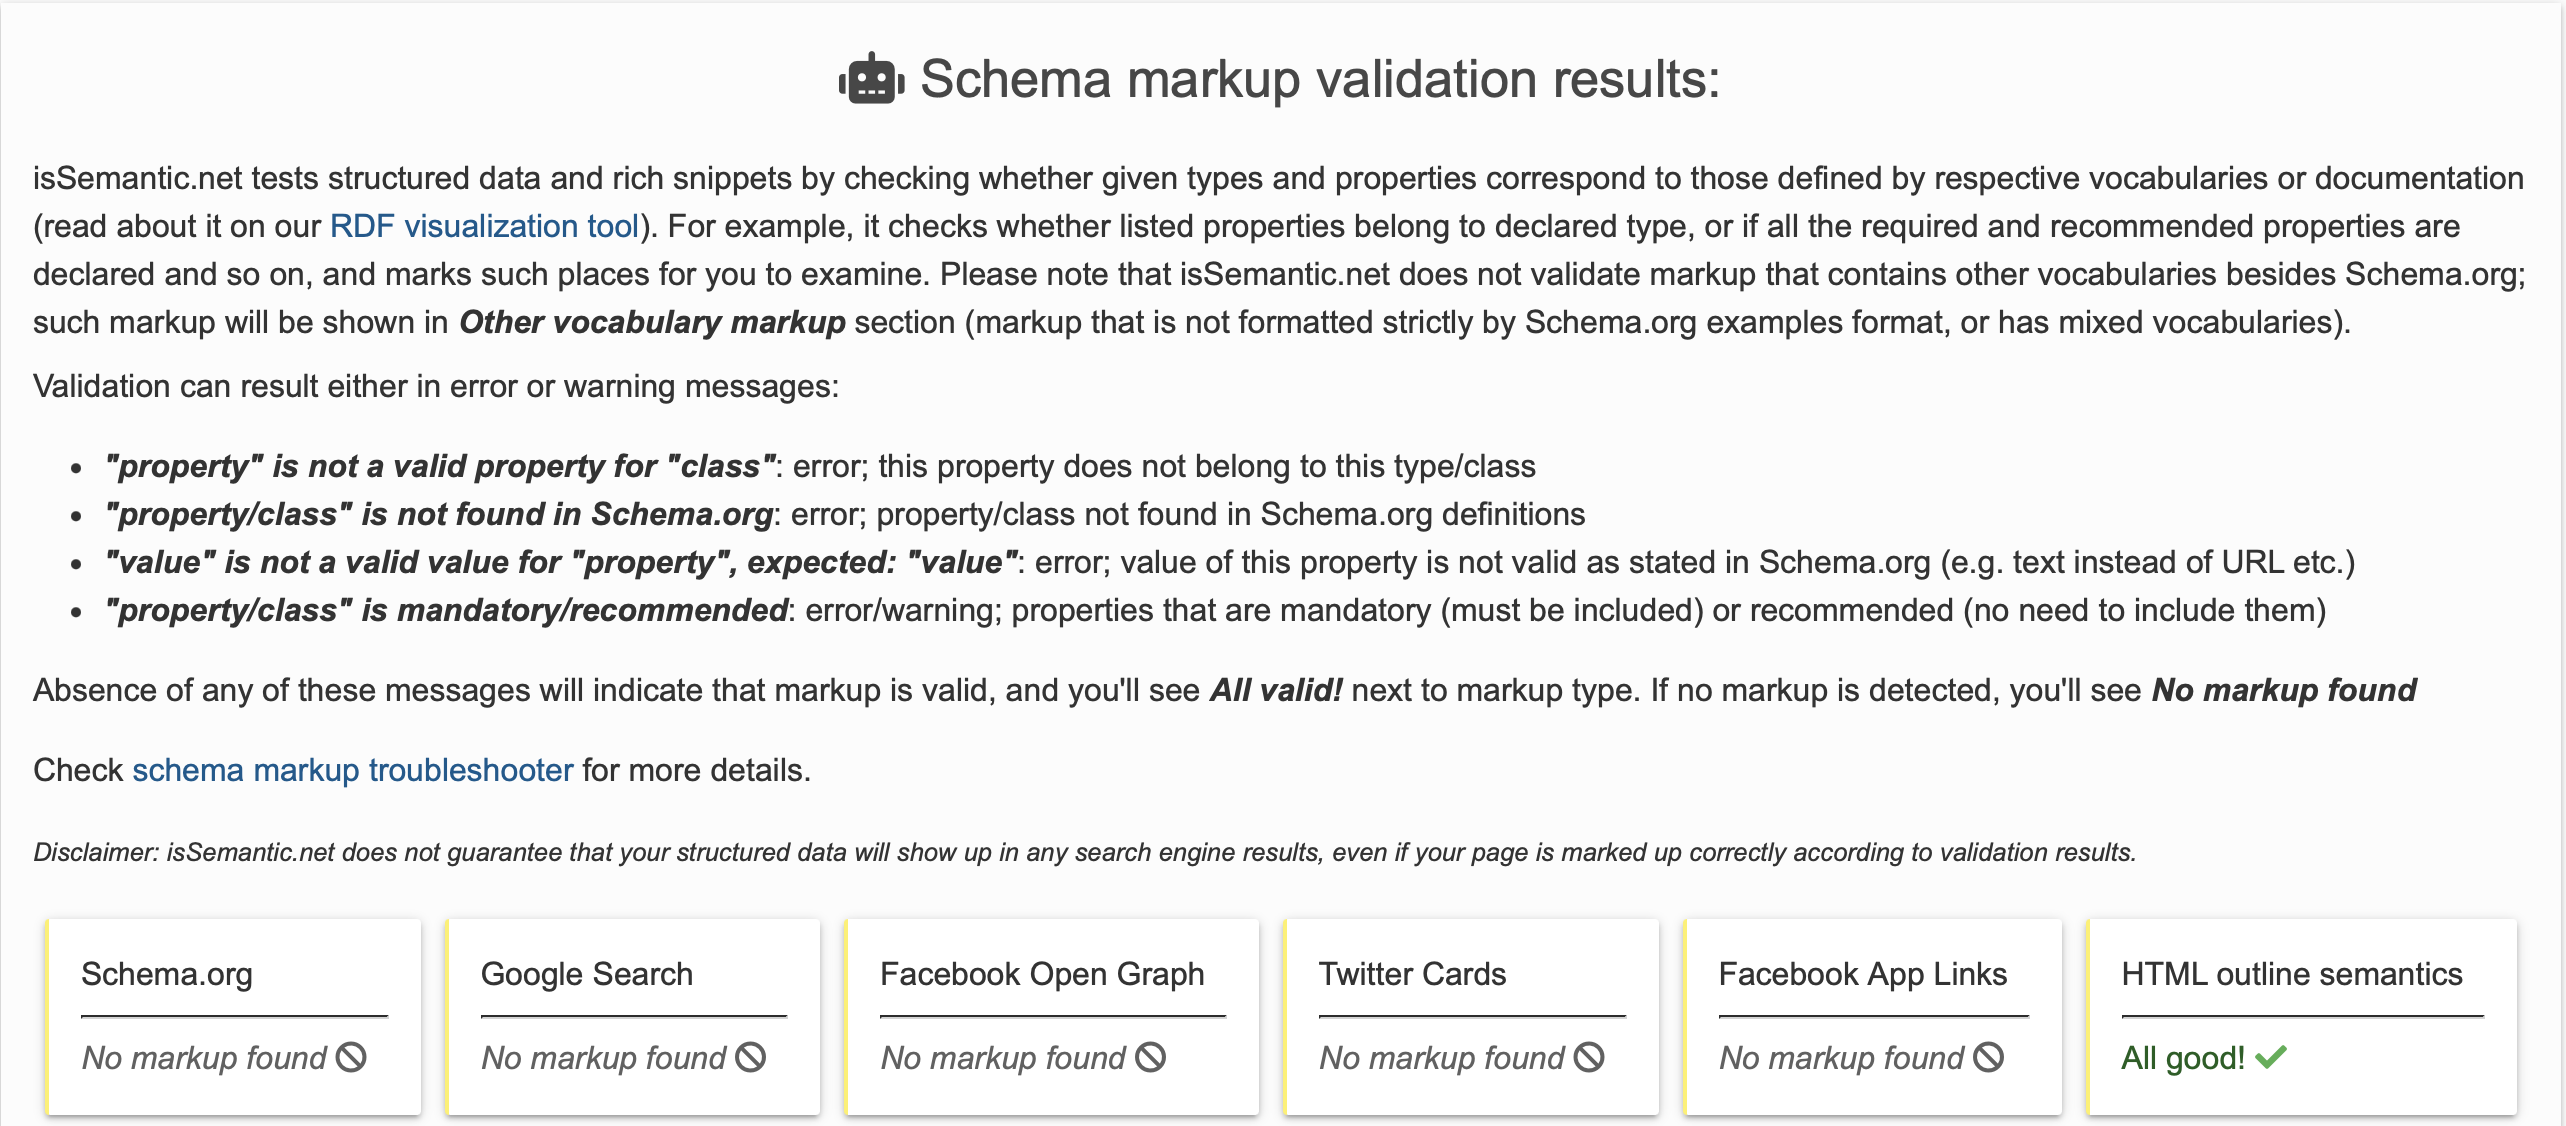 Schema markup validation results:
isSemantic.net tests structured data and rich snippets by checking whether given types and properties correspond to those defined by respective vocabularies or documentation
(read about it on our RDF visualization tool). For example, it checks whether listed properties belong to declared type, or if all the required and recommended properties are
declared and so on, and marks such places for you to examine. Please note that isSemantic.net does not validate markup that contains other vocabularies besides Schema.org;
such markup will be shown in Other vocabulary markup section (markup that is not formatted strictly by Schema.org examples format, or has mixed vocabularies).
Validation can result either in error or warning messages:
• "property" is not a valid property for "class": error; this property does not belong to this type/class
• "property/class" is not found in Schema.org: error; property/class not found in Schema.org definitions
• "value" is not a valid value for "property", expected: "value": error; value of this property is not valid as stated in Schema.org (e.g. text instead of URL etc.)
• "property/class" is mandatory/recommended: error/warning; properties that are mandatory (must be included) or recommended (no need to include them)
Absence of any of these messages will indicate that markup is valid, and you'll see All valid! next to markup type. If no markup is detected, you'll see No markup found
Check schema markup troubleshooter for more details.
Disclaimer: isSemantic.net does not guarantee that your structured data will show up in any search engine results, even if your page is marked up correctly according to validation results.
Schema.org
No markup found
Google Search
No markup found
Facebook Open Graph
No markup found
Twitter Cards
No markup found
Facebook App Links
No markup found
HTML outline semantics
All good!